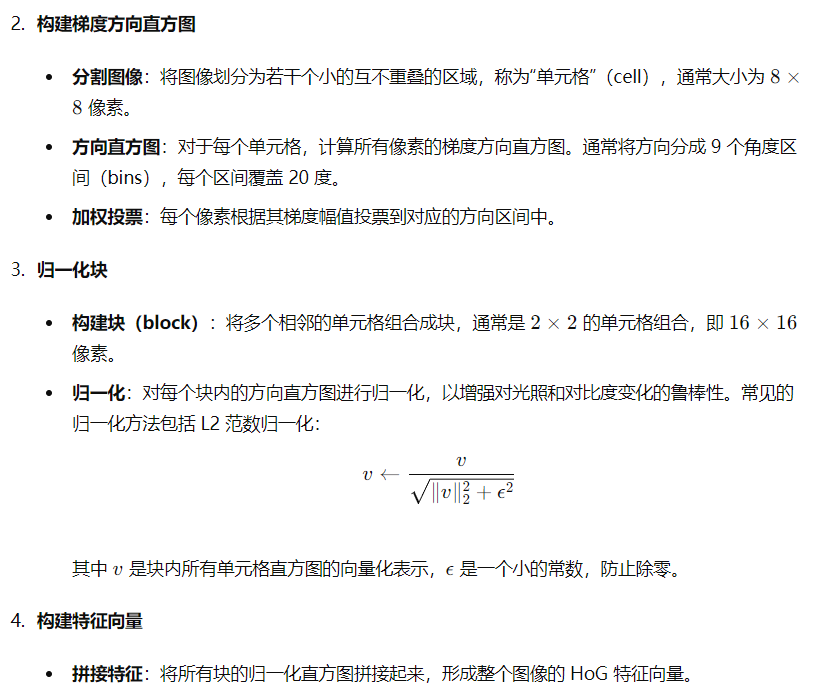 2. 构建梯度方向直方图
• 分割图像：将图像划分为若干个小的互不重叠的区域，称为“单元格”（cell），通常大小为 8 ×
8 像素。
• 方向直方图：对于每个单元格，计算所有像素的梯度方向直方图。通常将方向分成 9 个角度区
间（bins），每个区间覆盖 20 度。
• 加权投票：每个像素根据其梯度幅值投票到对应的方向区间中。
3. 归一化块
• 构建块（block）：将多个相邻的单元格组合成块，通常是 2 × 2 的单元格组合，即 16 × 16
像素。
• 归一化：对每个块内的方向直方图进行归一化，以增强对光照和对比度变化的鲁棒性。常见的
归一化方法包括 L2 范数归一化：
v ← v / √(‖v‖₂² + ϵ²)
其中 v 是块内所有单元格直方图的向量化表示，ϵ 是一个小的常数，防止除零。
4. 构建特征向量
• 拼接特征：将所有块的归一化直方图拼接起来，形成整个图像的 HoG 特征向量。